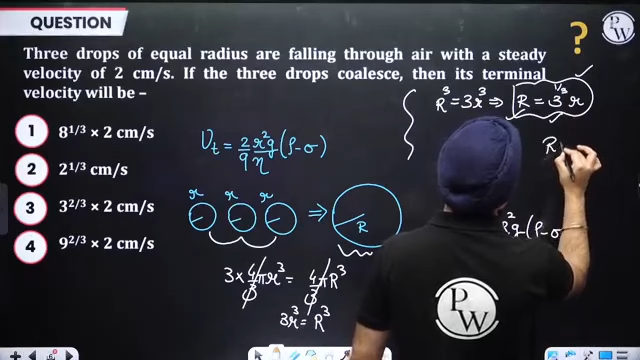 QUESTION
?
PW
Three drops of equal radius are falling through air with a steady
velocity of 2 cm/s. If the three drops coalesce, then its terminal
velocity will be –
1 8^{1/3} × 2 cm/s
2 2^{1/3} cm/s
3 3^{2/3} × 2 cm/s
4 9^{2/3} × 2 cm/s
R³ = 3r³ ⇒ R = 3^{1/3} r
υ_t = 2/9 r²g/η (ρ-σ)
r r r
⇒ R
R
²g (ρ-σ
3 × 4/3 πr³ = 4/3 πR³
3r³ = R³
PW